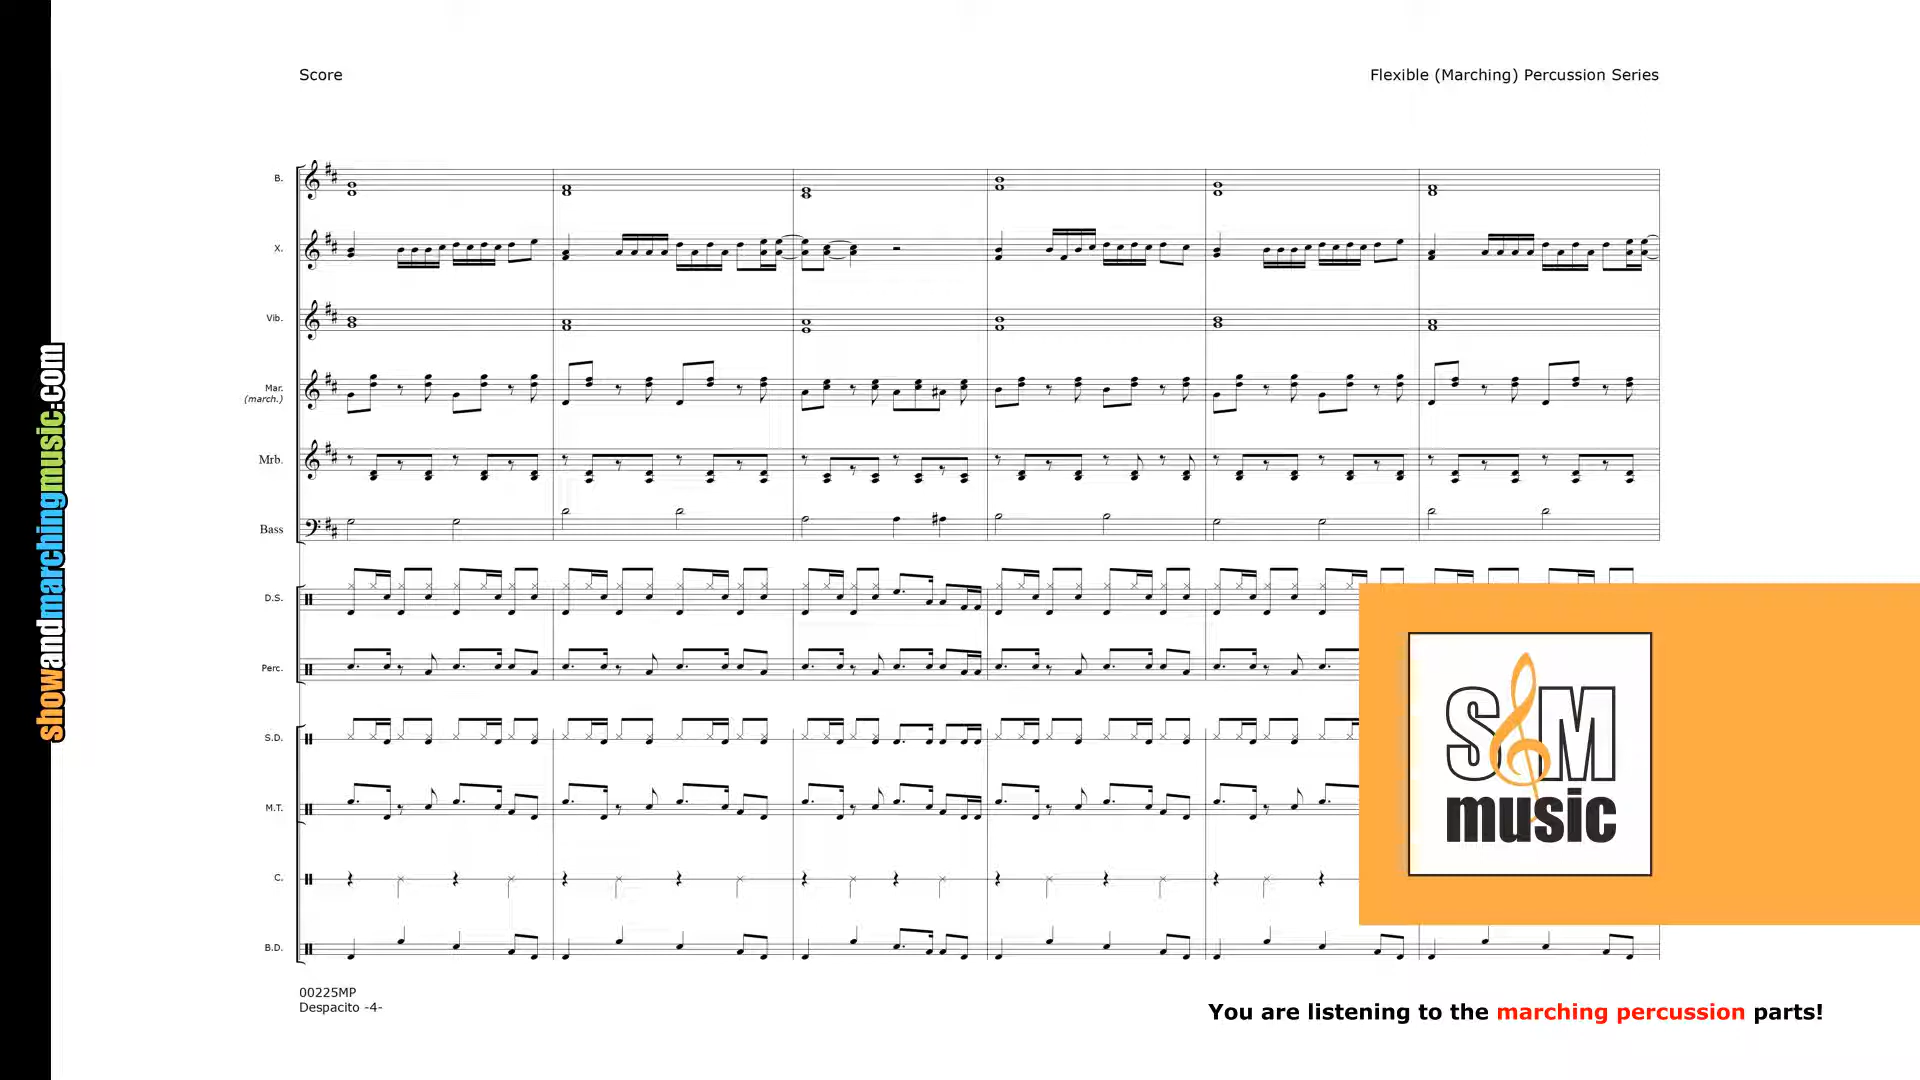 Score
Flexible (Marching) Percussion Series
B.
X.
Vib.
Mar.
(march.)
Mrb.
Bass
D.S.
Perc.
S.D.
M.T.
C.
B.D.
00225MP
Despacito -4-
showandmarchingmusic.com
S&M
music
You are listening to the marching percussion parts!